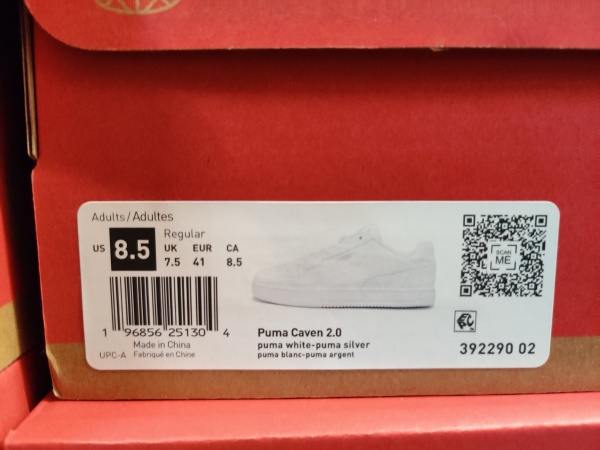 Adults/Adultes
Regular
US 8.5 UK EUR CA
7.5 41 8.5
SCAN
ME
1 96856 25130 4
Made in China
UPC-A Fabriqué en Chine
Puma Caven 2.0
puma white-puma silver
puma blanc-puma argent
392290 02